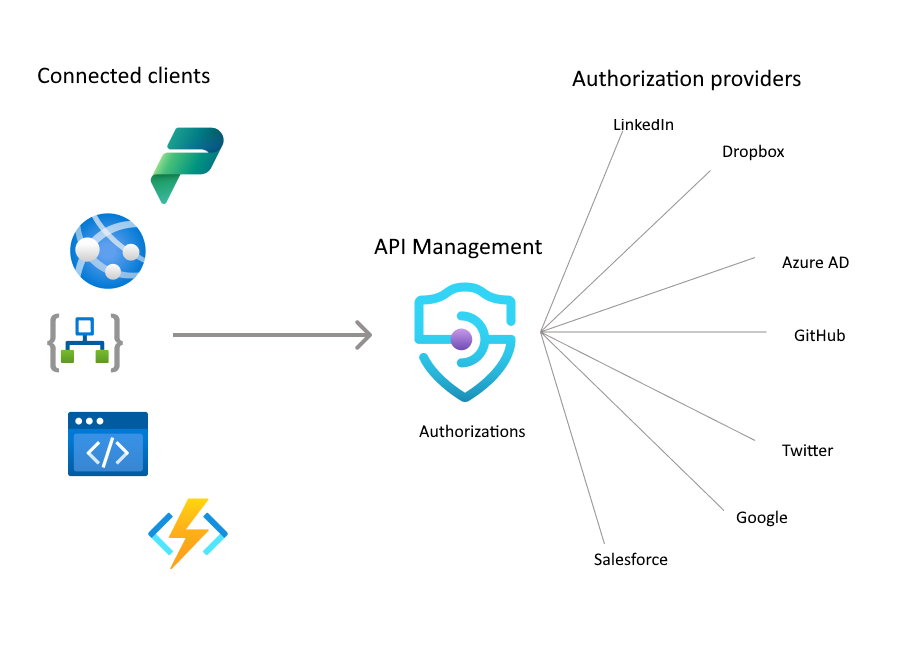 Connected clients
API Management
Authorizations
Authorization providers
LinkedIn
Dropbox
Azure AD
GitHub
Twitter
Google
Salesforce